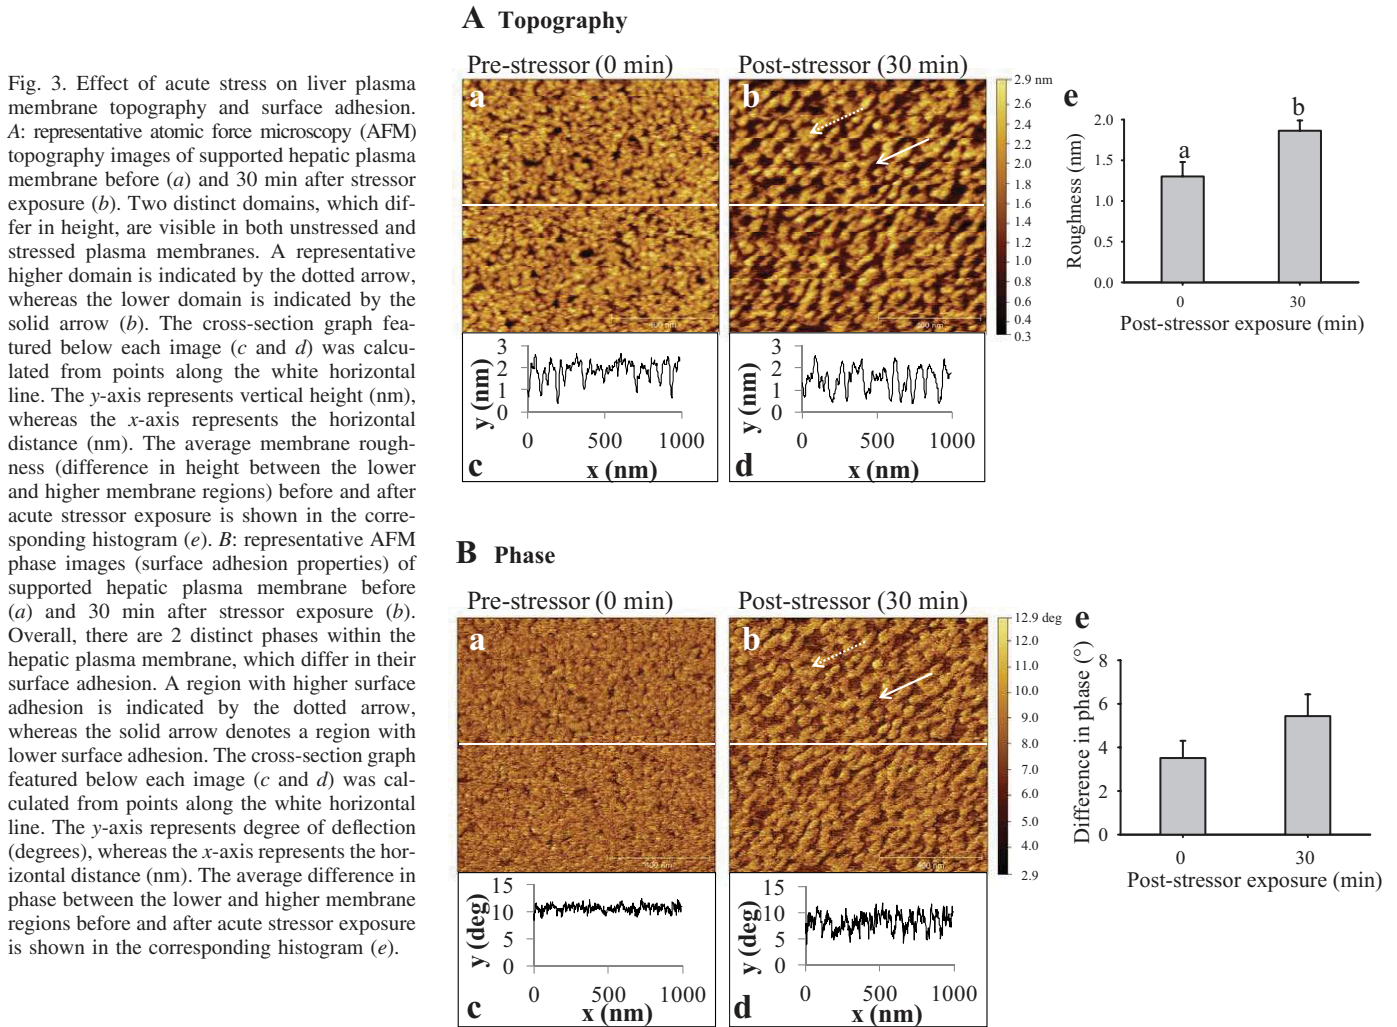 Fig. 3. Effect of acute stress on liver plasma
membrane topography and surface adhesion.
A: representative atomic force microscopy (AFM)
topography images of supported hepatic plasma
membrane before (a) and 30 min after stressor
exposure (b). Two distinct domains, which dif-
fer in height, are visible in both unstressed and
stressed plasma membranes. A representative
higher domain is indicated by the dotted arrow,
whereas the lower domain is indicated by the
solid arrow (b). The cross-section graph fea-
tured below each image (c and d) was calcu-
lated from points along the white horizontal
line. The y-axis represents vertical height (nm),
whereas the x-axis represents the horizontal
distance (nm). The average membrane rough-
ness (difference in height between the lower
and higher membrane regions) before and after
acute stressor exposure is shown in the corre-
sponding histogram (e). B: representative AFM
phase images (surface adhesion properties) of
supported hepatic plasma membrane before
(a) and 30 min after stressor exposure (b).
Overall, there are 2 distinct phases within the
hepatic plasma membrane, which differ in their
surface adhesion. A region with higher surface
adhesion is indicated by the dotted arrow,
whereas the solid arrow denotes a region with
lower surface adhesion. The cross-section graph
featured below each image (c and d) was cal-
culated from points along the white horizontal
line. The y-axis represents degree of deflection
(degrees), whereas the x-axis represents the hor-
izontal distance (nm). The average difference in
phase between the lower and higher membrane
regions before and after acute stressor exposure
is shown in the corresponding histogram (e).
A Topography
Pre-stressor (0 min)
Post-stressor (30 min)
a
b
400 nm
400 nm
2.9 nm
2.6
2.4
2.2
2.0
1.8
1.6
1.4
1.2
1.0
0.8
0.6
0.3
y (nm)
3
2
1
0
0 500 1000
x (nm)
c
y (nm)
3
2
1
0
0 500 1000
x (nm)
d
e
Roughness (nm)
2.0
1.5
1.0
0.5
0.0
a
b
0 30
Post-stressor exposure (min)
B Phase
Pre-stressor (0 min)
Post-stressor (30 min)
a
b
400 nm
400 nm
12.9 deg
12.0
11.0
10.0
9.0
8.0
7.0
6.0
5.0
4.0
2.9
y (deg)
15
10
5
0
0 500 1000
x (nm)
c
y (deg)
15
10
5
0
0 500 1000
x (nm)
d
e
Difference in phase (°)
8
6
4
2
0
0 30
Post-stressor exposure (min)